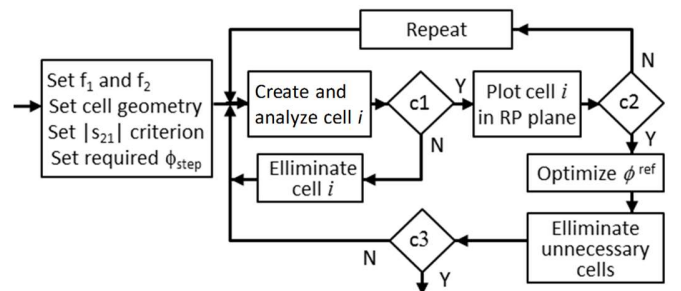 Repeat
N
Set f₁ and f₂
Set cell geometry
Set |s₂₁| criterion
Set required ϕstep
Create and
analyze cell i
c1
Y
Plot cell i
in RP plane
c2
N
Y
Elliminate
cell i
Optimize ϕ ref
c3
N
Y
Elliminate
unnecessary
cells